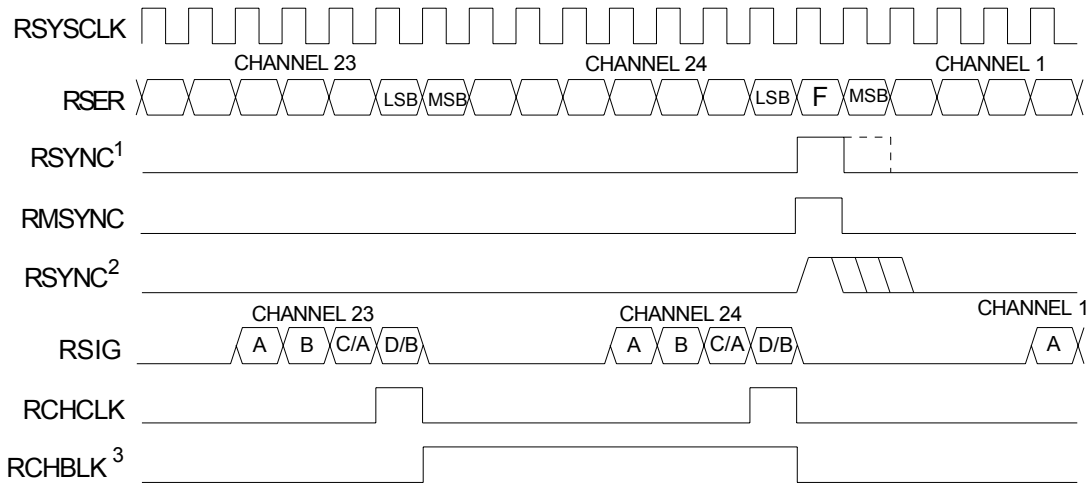 RSYSCLK
CHANNEL 23 CHANNEL 24 CHANNEL 1
RSER LSB MSB LSB F MSB
RSYNC¹
RMSYNC
RSYNC²
CHANNEL 23 CHANNEL 24 CHANNEL 1
RSIG A B C/A D/B A B C/A D/B A
RCHCLK
RCHBLK ³